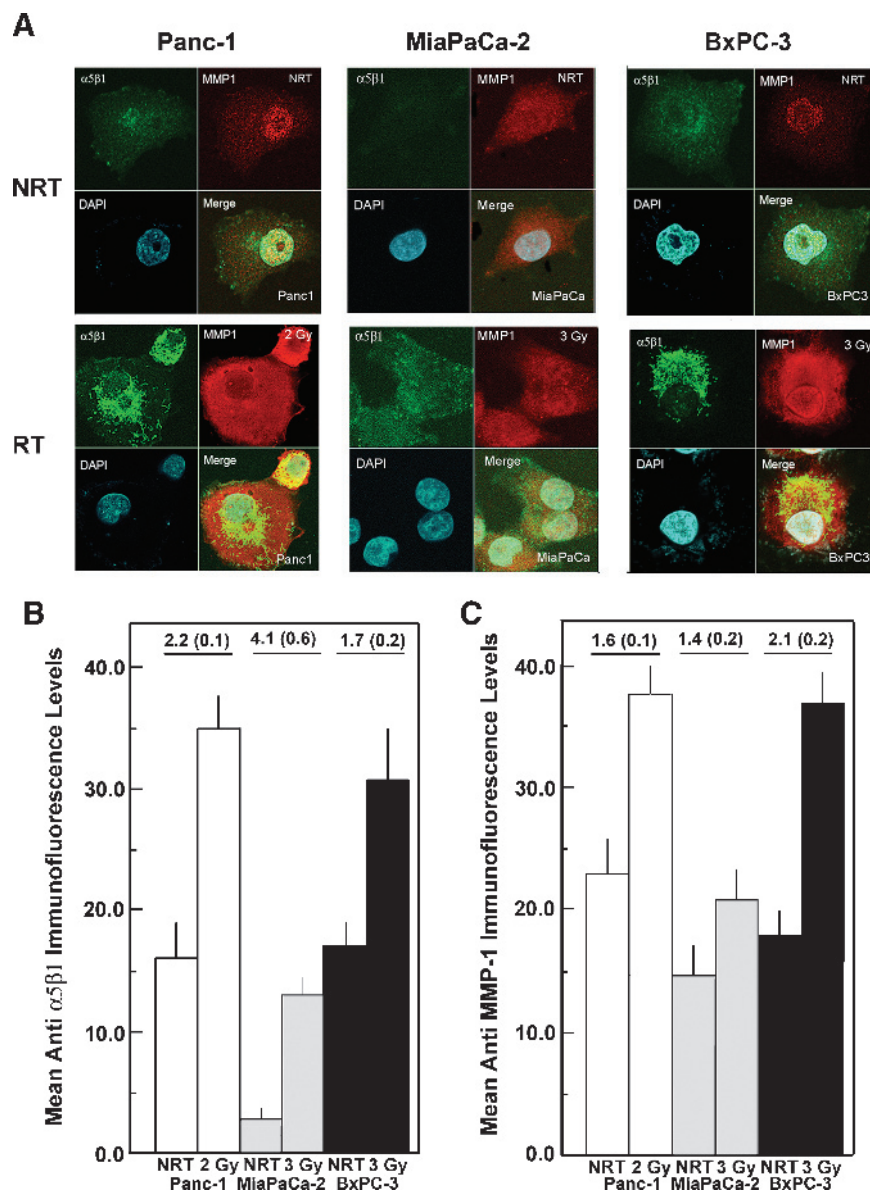 A
Panc-1 MiaPaCa-2 BxPC-3
α5β1 MMP1 NRT α5β1 MMP1 NRT α5β1 MMP1 NRT
NRT
DAPI Merge DAPI Merge DAPI Merge
Panc1 MiaPaCa BxPC3
α5β1 MMP1 2 Gy α5β1 MMP1 3 Gy α5β1 MMP1 3 Gy
RT
DAPI Merge DAPI Merge DAPI Merge
Panc1 MiaPaCa BxPC3
B
2.2 (0.1) 4.1 (0.6) 1.7 (0.2)
Mean Anti α5β1 Immunofluorescence Levels
40.0
30.0
20.0
10.0
0.0
NRT 2 Gy NRT 3 Gy NRT 3 Gy
Panc-1 MiaPaCa-2 BxPC-3
C
1.6 (0.1) 1.4 (0.2) 2.1 (0.2)
Mean Anti MMP-1 Immunofluorescence Levels
40.0
30.0
20.0
10.0
0.0
NRT 2 Gy NRT 3 Gy NRT 3 Gy
Panc-1 MiaPaCa-2 BxPC-3